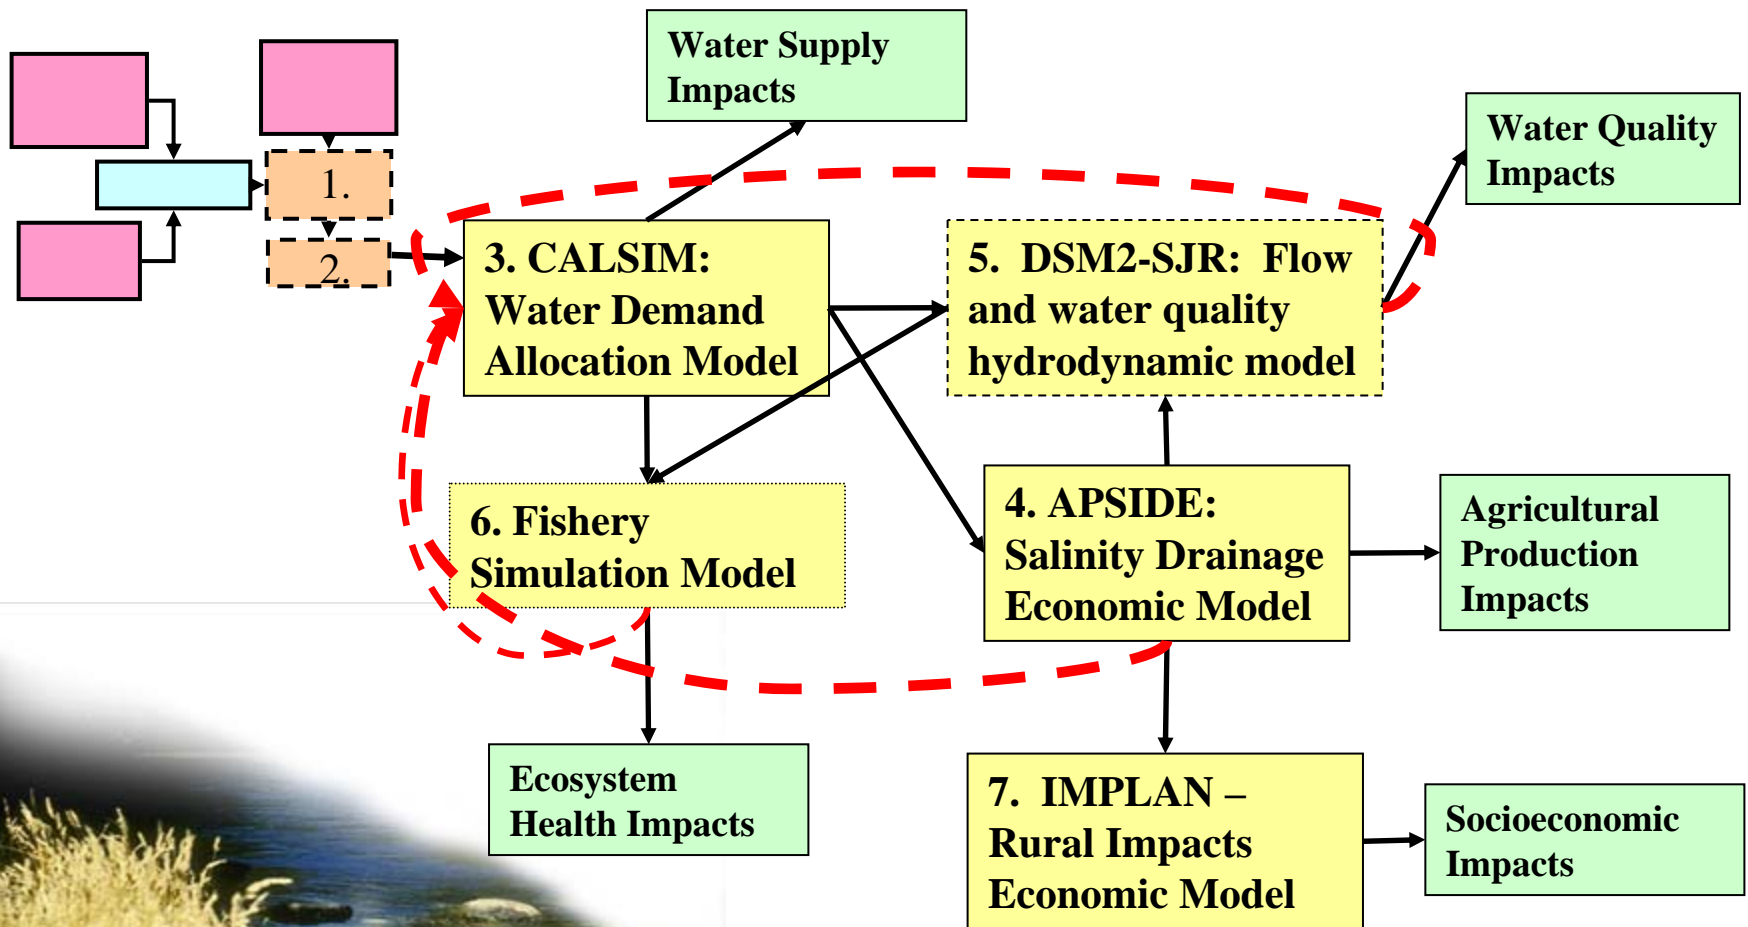 Water Supply
Impacts
Water Quality
Impacts
1.
2.
3. CALSIM:
Water Demand
Allocation Model
5.  DSM2-SJR:  Flow
and water quality
hydrodynamic model
6. Fishery
Simulation Model
4. APSIDE:
Salinity Drainage
Economic Model
Agricultural
Production
Impacts
Ecosystem
Health Impacts
7.  IMPLAN –
Rural Impacts
Economic Model
Socioeconomic
Impacts